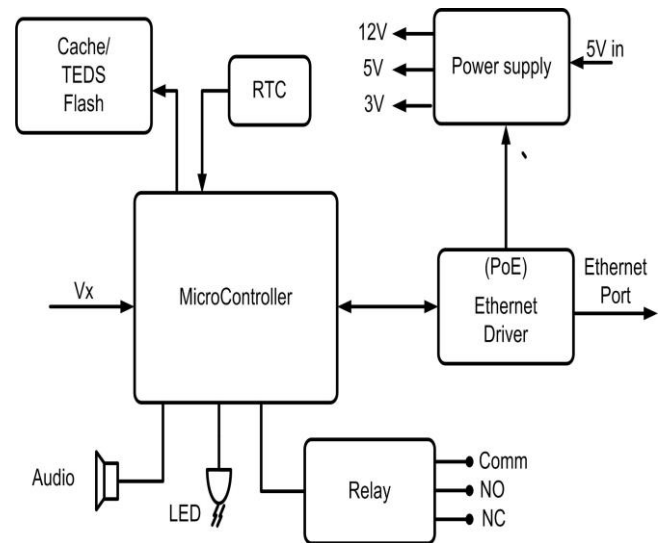 Cache/
TEDS
Flash
RTC
12V
5V
3V
Power supply
5V in
Vx
MicroController
(PoE)
Ethernet
Driver
Ethernet
Port
Audio
LED
Relay
Comm
NO
NC